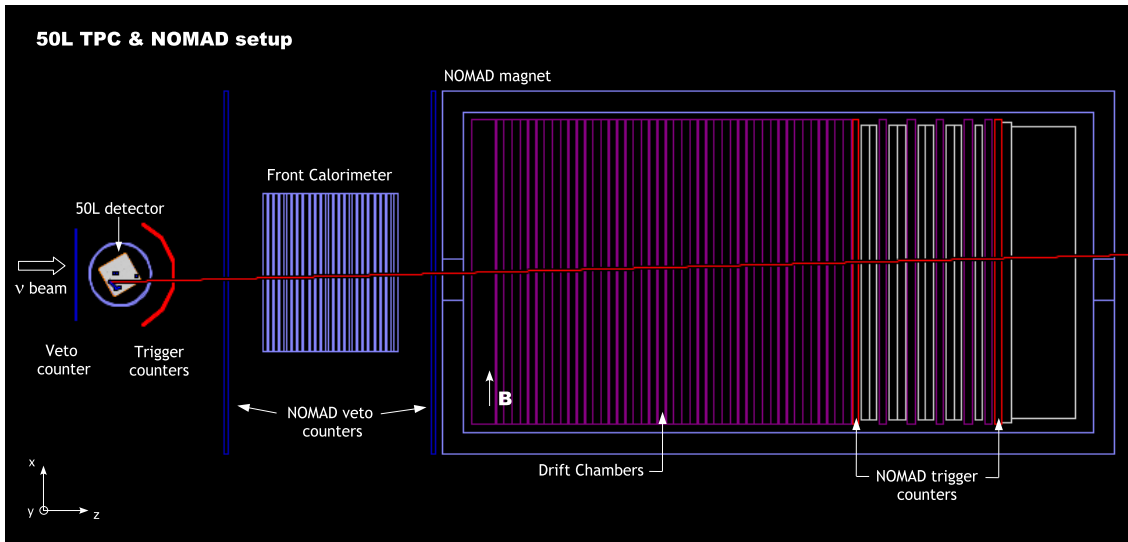 50L TPC & NOMAD setup
NOMAD magnet
Front Calorimeter
50L detector
ν beam
Veto
counter
Trigger
counters
NOMAD veto
counters
B
Drift Chambers
NOMAD trigger
counters
x
y
z